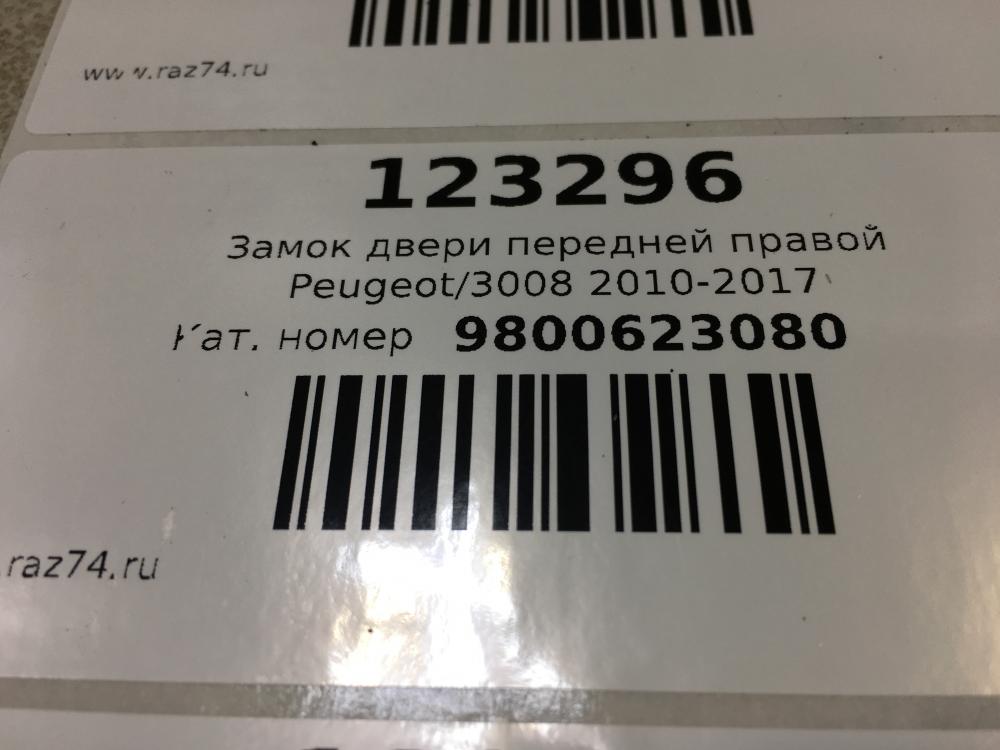 www.raz74.ru
123296
Замок двери передней правой
Peugeot/3008 2010-2017
Кат. номер 9800623080
.raz74.ru